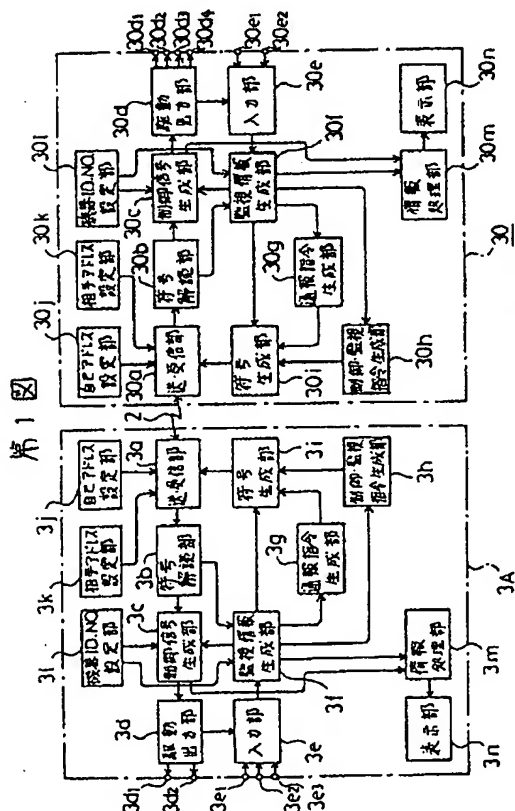 第1図
3j
自己アドレス
設定部
3k
相手アドレス
設定部
3l
機器ID.NO.
設定部
2
3a
送受信部
3b
符号
解読部
3c
制御信号
生成部
3d
駆動
出力部
3d1
3d2
3i
符号
生成部
3g
通報指令
生成部
3f
監視情報
生成部
3e
入力部
3e1
3e2
3e3
3h
制御・監視
指令生成部
3m
情報
処理部
3n
表示部
3A
30j
自己アドレス
設定部
30k
相手アドレス
設定部
30l
機器ID.NO.
設定部
30a
送受信部
30b
符号
解読部
30c
制御信号
生成部
30d
駆動
出力部
30d1
30d2
30d3
30d4
30i
符号
生成部
30g
通報指令
生成部
30f
監視情報
生成部
30e
入力部
30e1
30e2
30h
制御・監視
指令生成部
30m
情報
処理部
30n
表示部
30